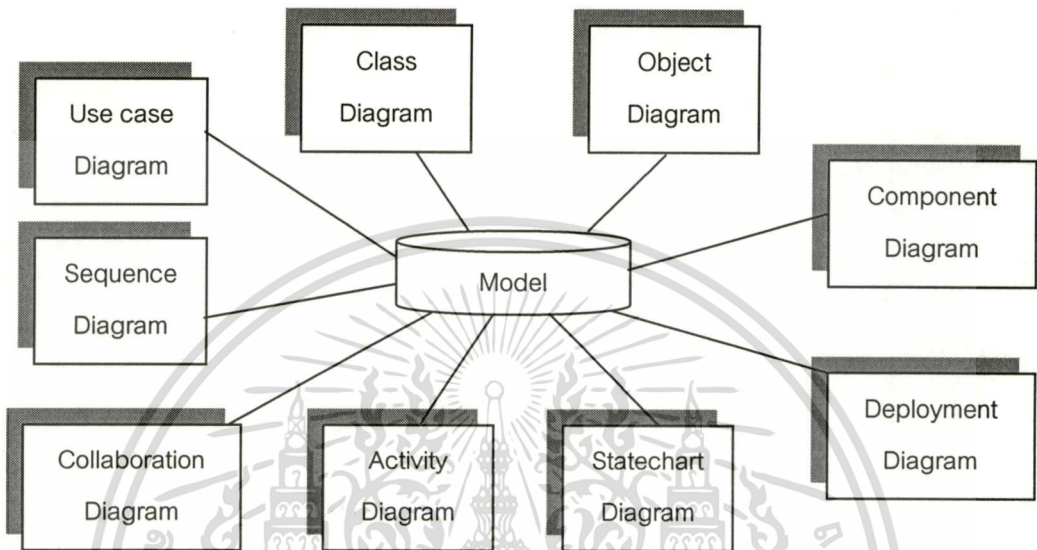 Class
Diagram
Object
Diagram
Use case
Diagram
Component
Diagram
Sequence
Diagram
Model
Deployment
Diagram
Collaboration
Diagram
Activity
Diagram
Statechart
Diagram